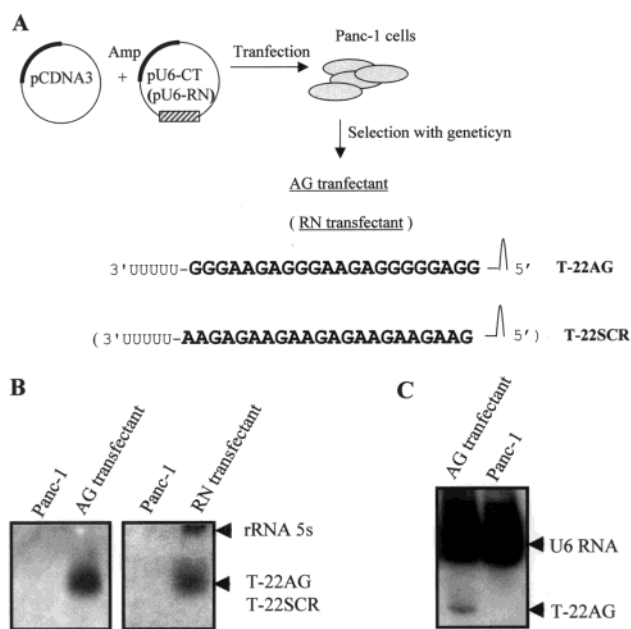 A
Panc-1 cells
pCDNA3
Amp
+
pU6-CT
(pU6-RN)
Tranfection
Selection with geneticyn
AG tranfectant
( RN transfectant )
3'UUUUU-GGGAAGAGGGAAGAGGGGGAGG 5' T-22AG
( 3'UUUUU-AAGAGAAGAAGAGAAGAAGAAG 5' ) T-22SCR
B
Panc-1
AG transfectant
Panc-1
RN transfectant
rRNA 5s
T-22AG
T-22SCR
C
AG tranfectant
Panc-1
U6 RNA
T-22AG